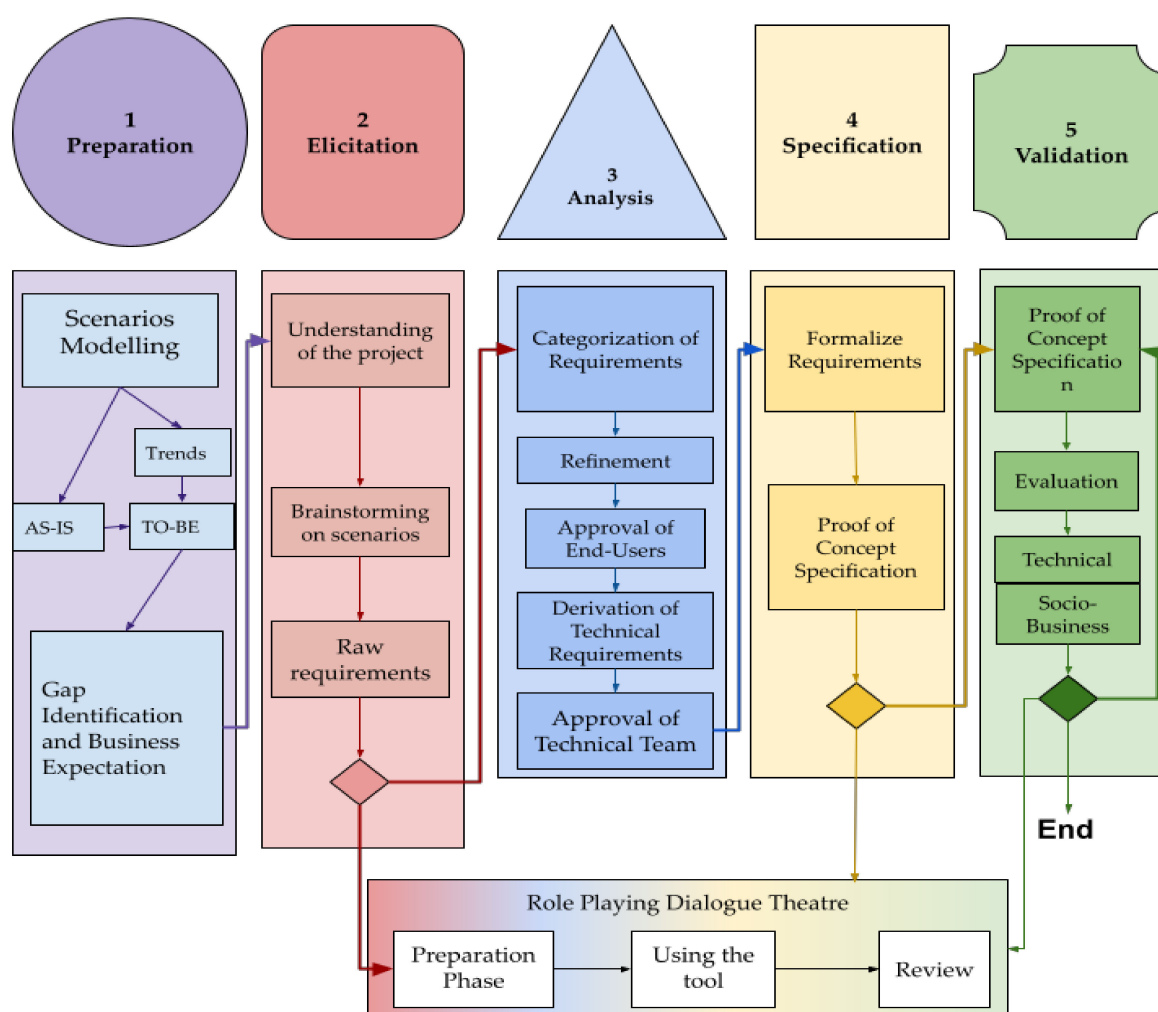 1
Preparation
2
Elicitation
3
Analysis
4
Specification
5
Validation
Scenarios
Modelling
Trends
AS-IS
TO-BE
Gap
Identification
and Business
Expectation
Understanding
of the project
Brainstorming
on scenarios
Raw
requirements
Categorization of
Requirements
Refinement
Approval of
End-Users
Derivation of
Technical
Requirements
Approval of
Technical Team
Formalize
Requirements
Proof of
Concept
Specification
Proof of
Concept
Specificatio
n
Evaluation
Technical
Socio-
Business
End
Role Playing Dialogue Theatre
Preparation
Phase
Using the
tool
Review